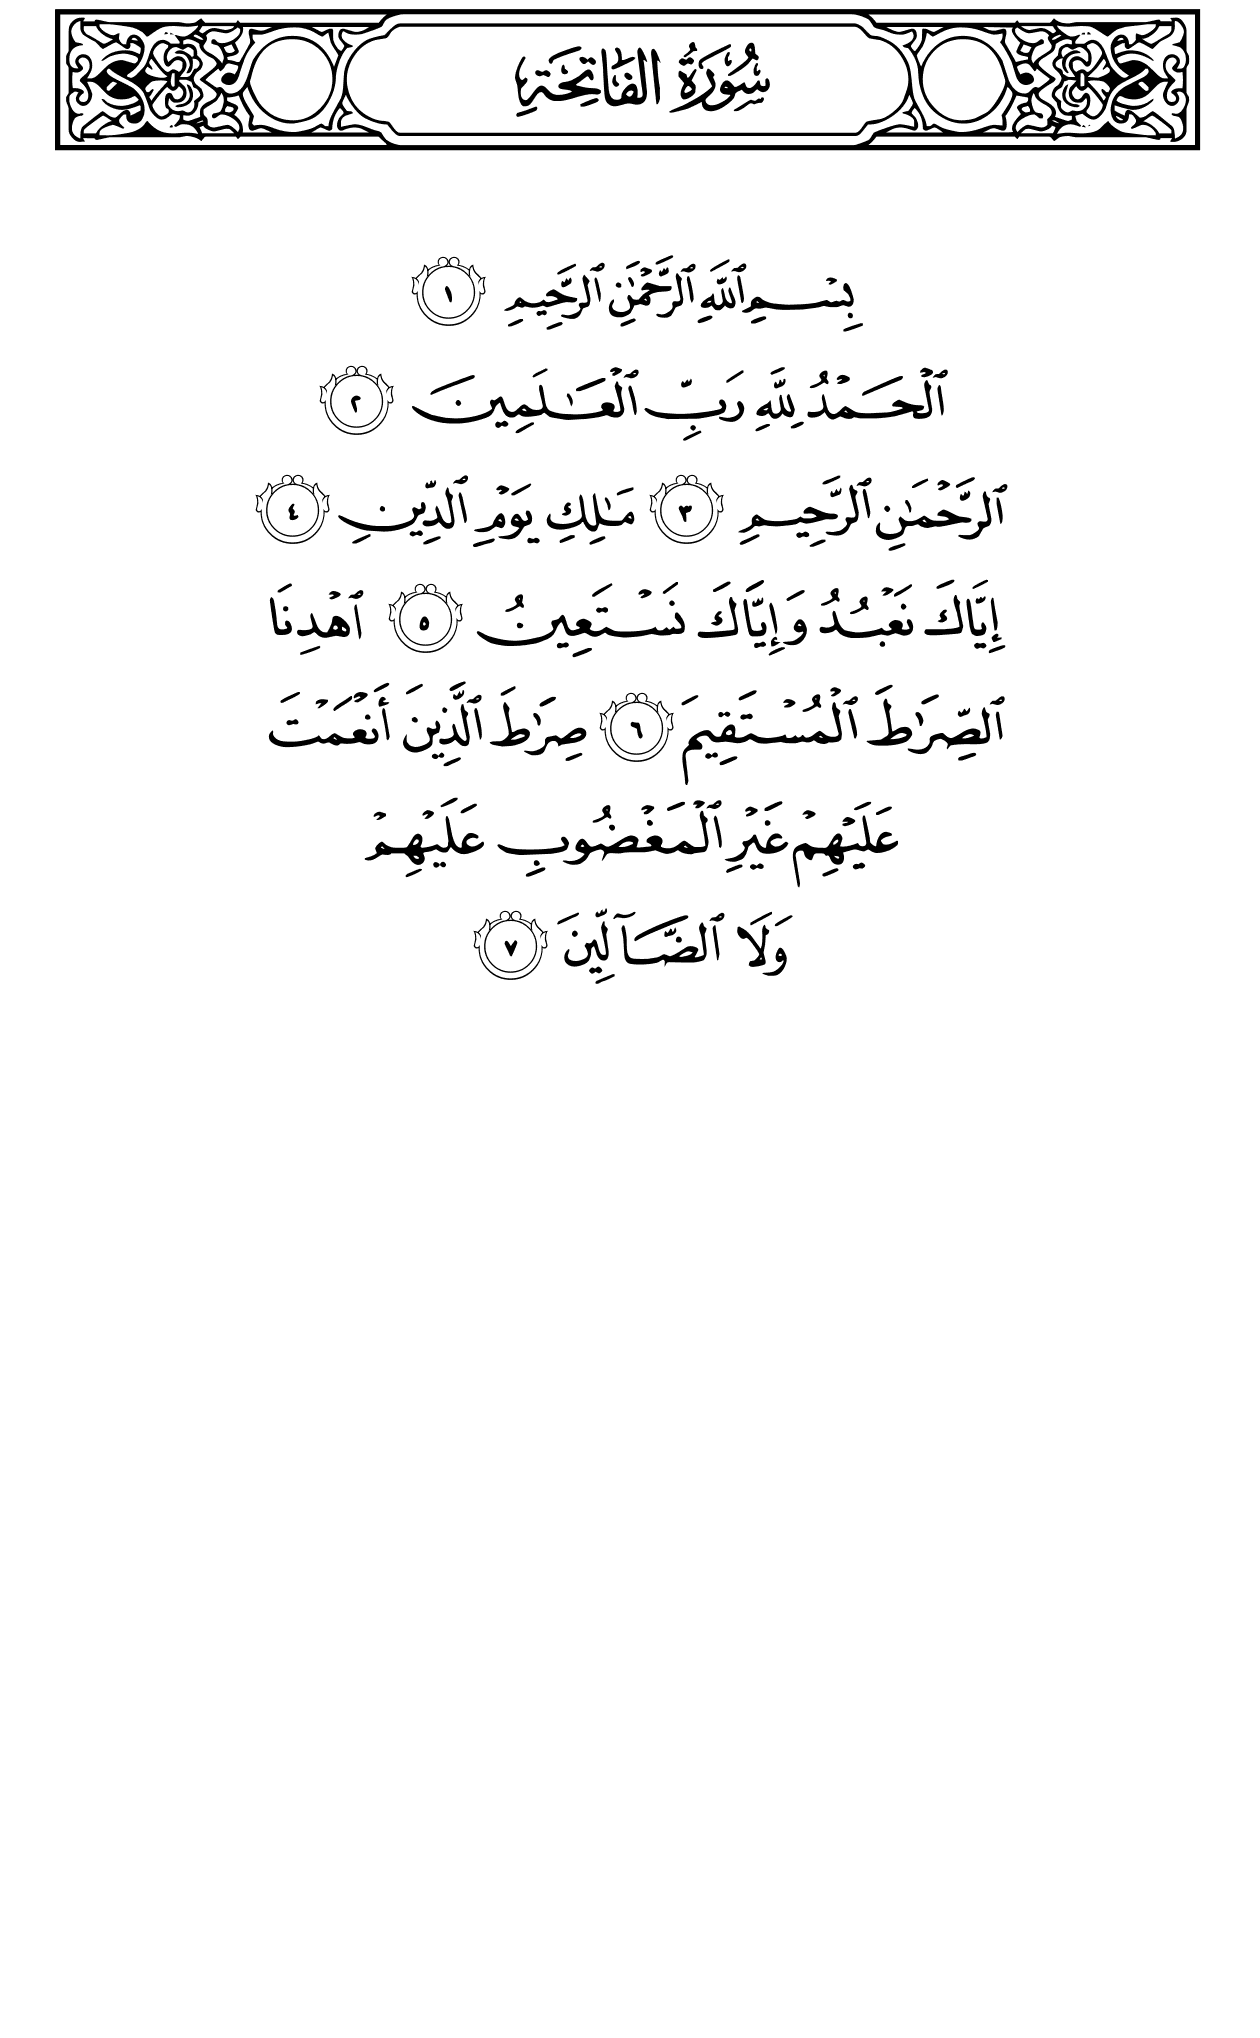 سُورَةُ الفَاتِحَةِ
بِسْمِ ٱللَّهِ ٱلرَّحْمَٰنِ ٱلرَّحِيمِ ١
ٱلْحَمْدُ لِلَّهِ رَبِّ ٱلْعَٰلَمِينَ ٢
ٱلرَّحْمَٰنِ ٱلرَّحِيمِ ٣ مَٰلِكِ يَوْمِ ٱلدِّينِ ٤
إِيَّاكَ نَعْبُدُ وَإِيَّاكَ نَسْتَعِينُ ٥ ٱهْدِنَا
ٱلصِّرَٰطَ ٱلْمُسْتَقِيمَ ٦ صِرَٰطَ ٱلَّذِينَ أَنْعَمْتَ
عَلَيْهِمْ غَيْرِ ٱلْمَغْضُوبِ عَلَيْهِمْ
وَلَا ٱلضَّآلِّينَ ٧